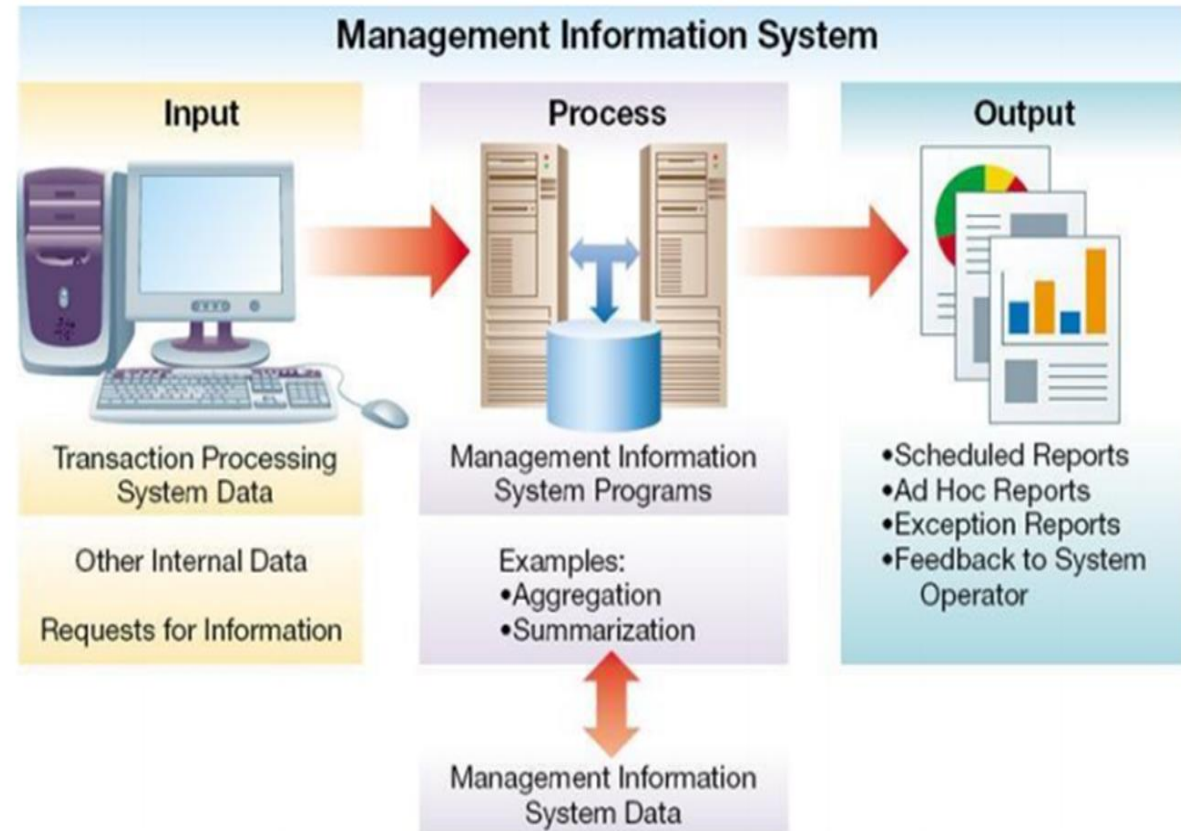 Management Information System
Input
Transaction Processing
System Data
Other Internal Data
Requests for Information
Process
Management Information
System Programs
Examples:
•Aggregation
•Summarization
Management Information
System Data
Output
•Scheduled Reports
•Ad Hoc Reports
•Exception Reports
•Feedback to System
Operator